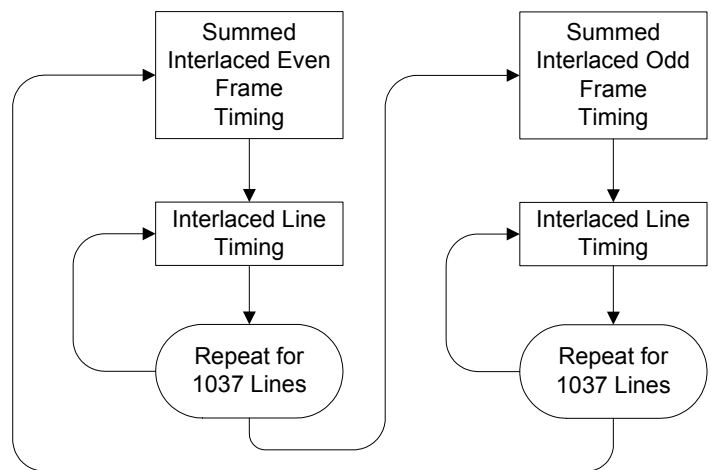 Summed
Interlaced Even
Frame
Timing
Interlaced Line
Timing
Repeat for
1037 Lines
Summed
Interlaced Odd
Frame
Timing
Interlaced Line
Timing
Repeat for
1037 Lines